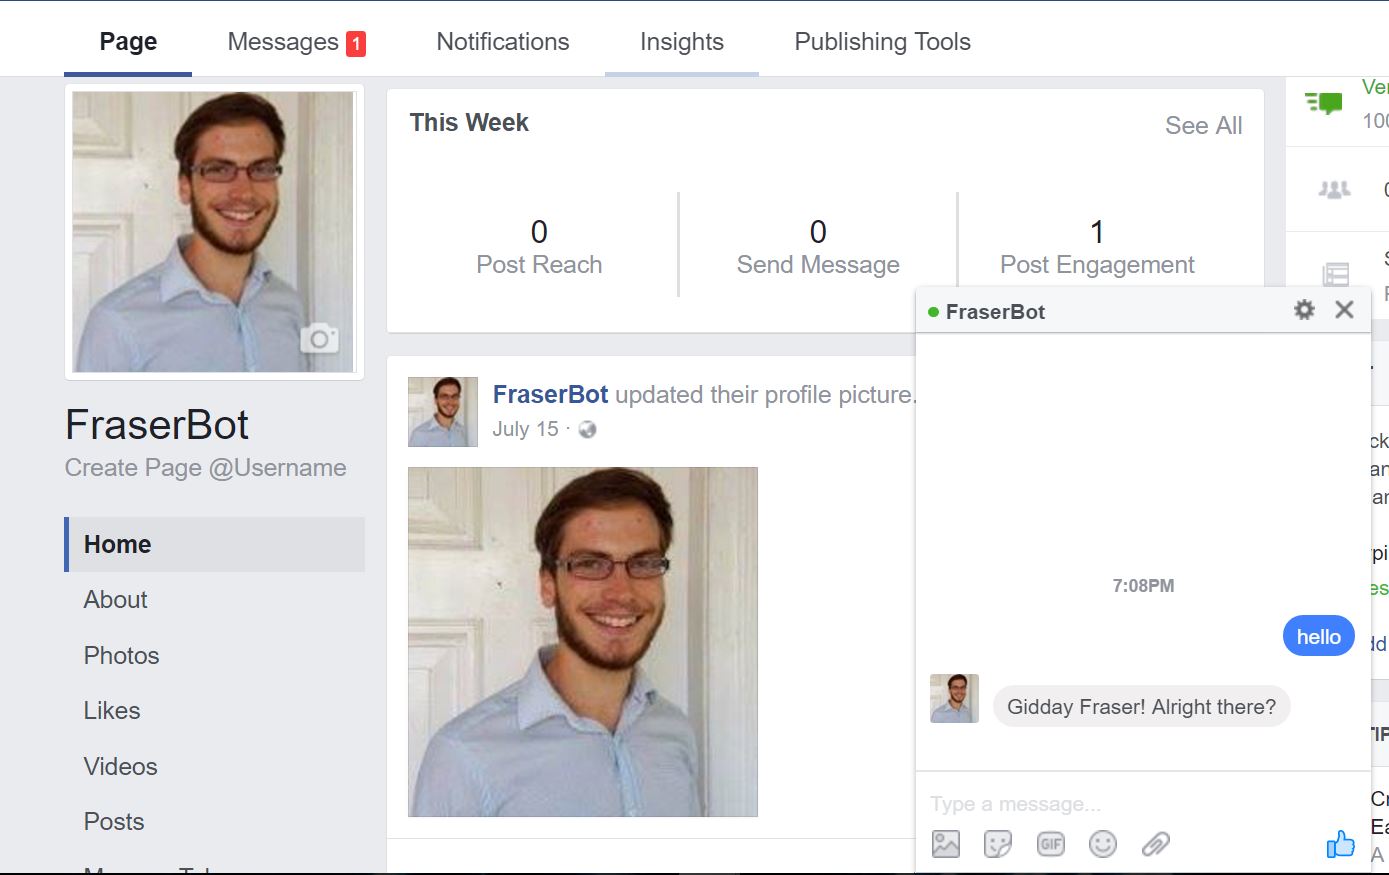 Page
Messages 1
Notifications
Insights
Publishing Tools
FraserBot
Create Page @Username
Home
About
Photos
Likes
Videos
Posts
This Week
See All
0
Post Reach
0
Send Message
1
Post Engagement
FraserBot updated their profile picture.
July 15 ·
FraserBot
7:08PM
hello
Gidday Fraser! Alright there?
Type a message...
GIF